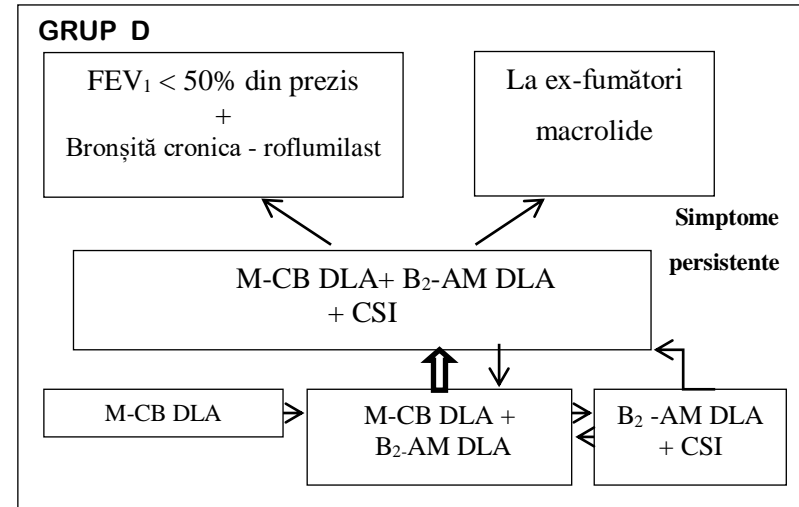 GRUP D
FEV₁ < 50% din prezis
+
Bronșită cronica - roflumilast
La ex-fumători
macrolide
Simptome
persistente
M-CB DLA+ B₂-AM DLA
+ CSI
M-CB DLA
M-CB DLA +
B₂-AM DLA
B₂ -AM DLA
+ CSI